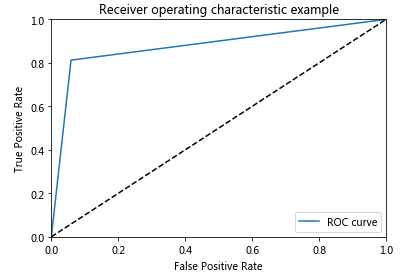 Receiver operating characteristic example
1.0
0.8
0.6
0.4
0.2
0.0
True Positive Rate
ROC curve
0.0 0.2 0.4 0.6 0.8 1.0
False Positive Rate